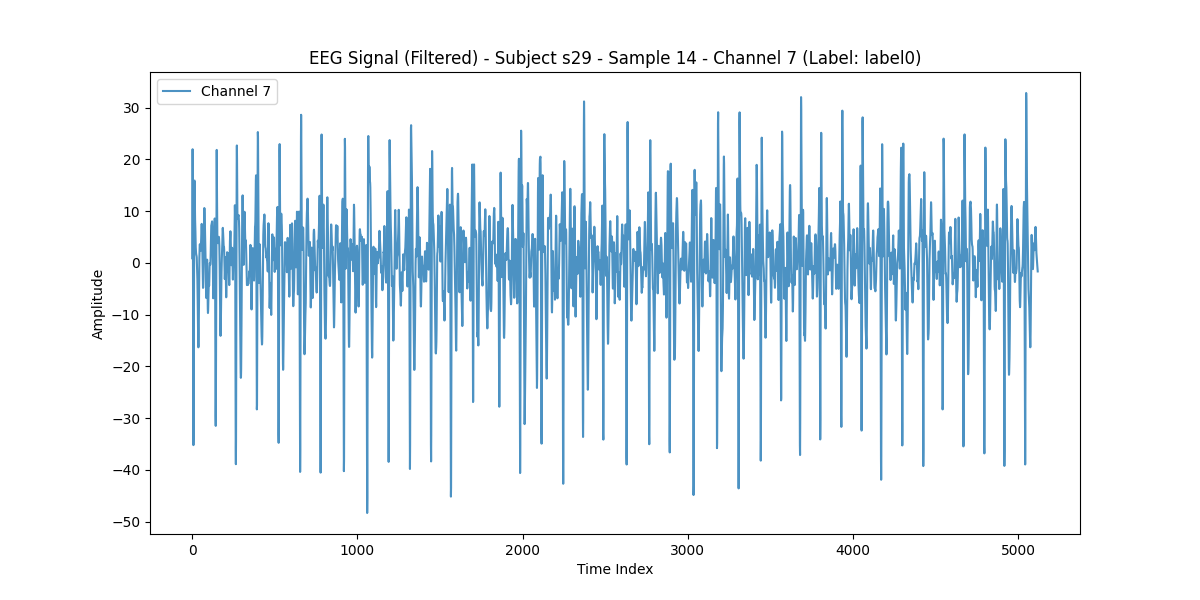 EEG Signal (Filtered) - Subject s29 - Sample 14 - Channel 7 (Label: label0)
Channel 7
30
20
10
0
−10
−20
−30
−40
−50
Amplitude
0 1000 2000 3000 4000 5000
Time Index